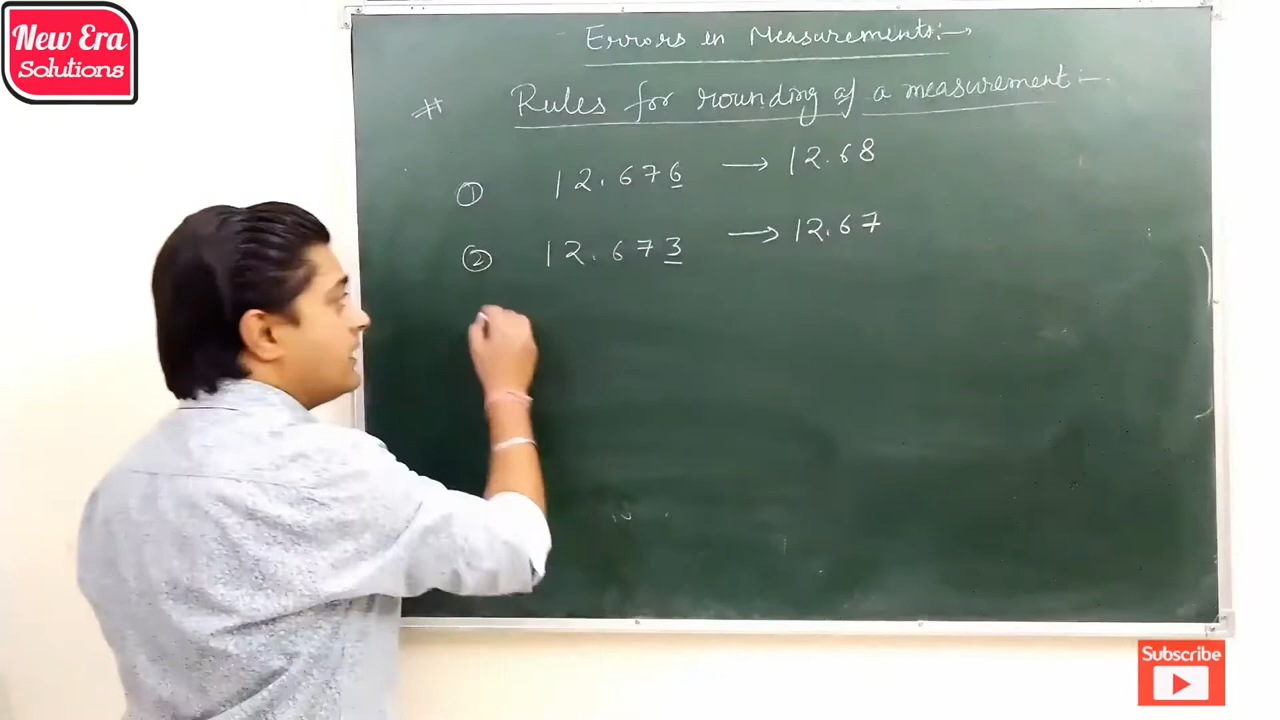 New Era
Solutions
Errors in Measurements:→
# Rules for rounding of a measurement:-
① 12.676 → 12.68
② 12.673 → 12.67
Subscribe